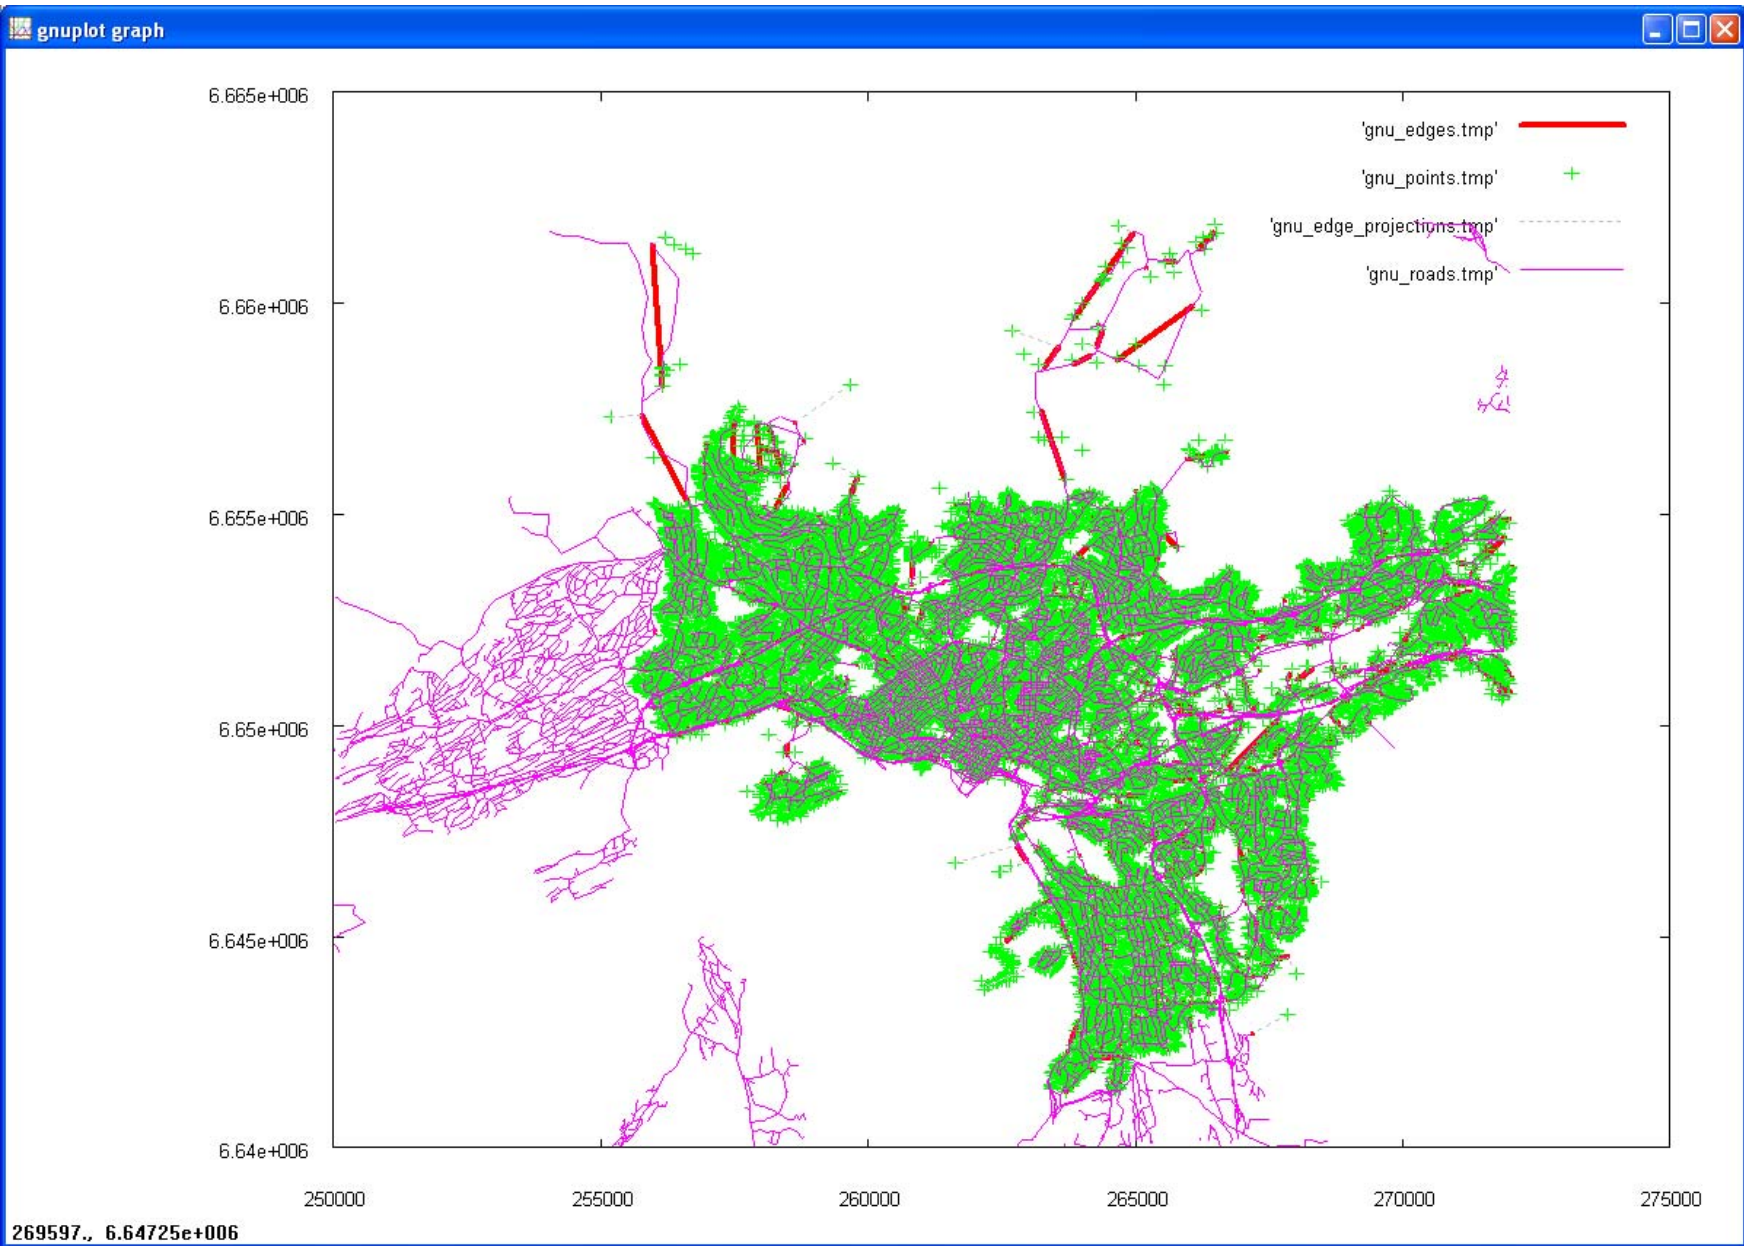 gnuplot graph
6.665e+006
'gnu_edges.tmp'
'gnu_points.tmp'
'gnu_edge_projections.tmp'
'gnu_roads.tmp'
6.66e+006
6.655e+006
6.65e+006
6.645e+006
6.64e+006
250000 255000 260000 265000 270000 275000
269597., 6.64725e+006